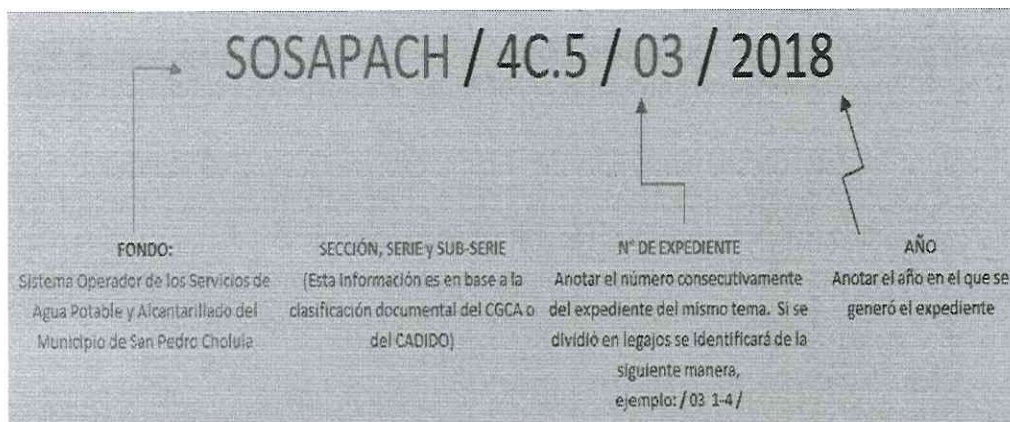 SOSAPACH / 4C.5 / 03 / 2018
FONDO:
Sistema Operador de los Servicios de
Agua Potable y Alcantarillado del
Municipio de San Pedro Cholula
SECCIÓN, SERIE y SUB-SERIE
(Esta Información es en base a la
clasificación documental del CGCA o
del CADIDO)
N° DE EXPEDIENTE
Anotar el número consecutivamente
del expediente del mismo tema. Si se
dividió en legajos se identificará de la
siguiente manera,
ejemplo: / 03 1-4 /
AÑO
Anotar el año en el que se
generó el expediente